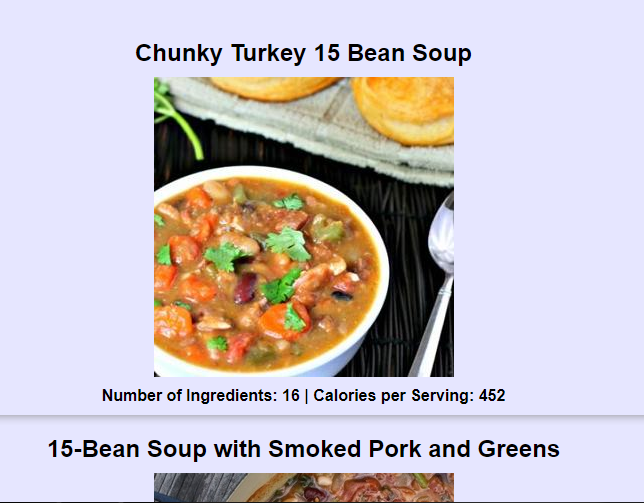 Chunky Turkey 15 Bean Soup
Number of Ingredients: 16 | Calories per Serving: 452
15-Bean Soup with Smoked Pork and Greens